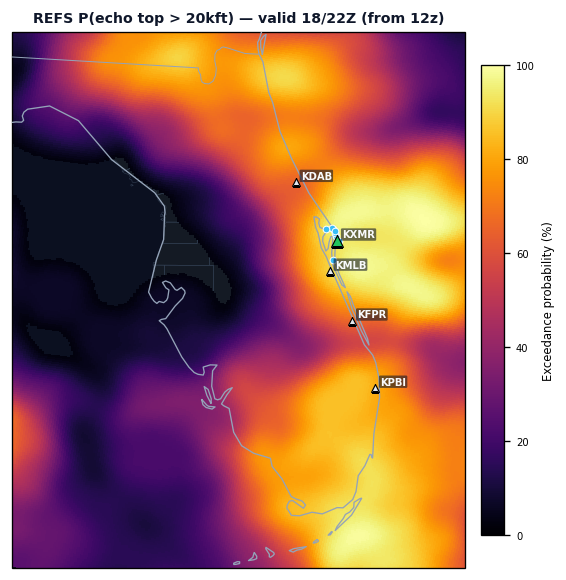 REFS P(echo top > 20kft) — valid 18/22Z (from 12z)
KDAB
KXMR
KMLB
KFPR
KPBI
100
80
60
40
20
0
Exceedance probability (%)